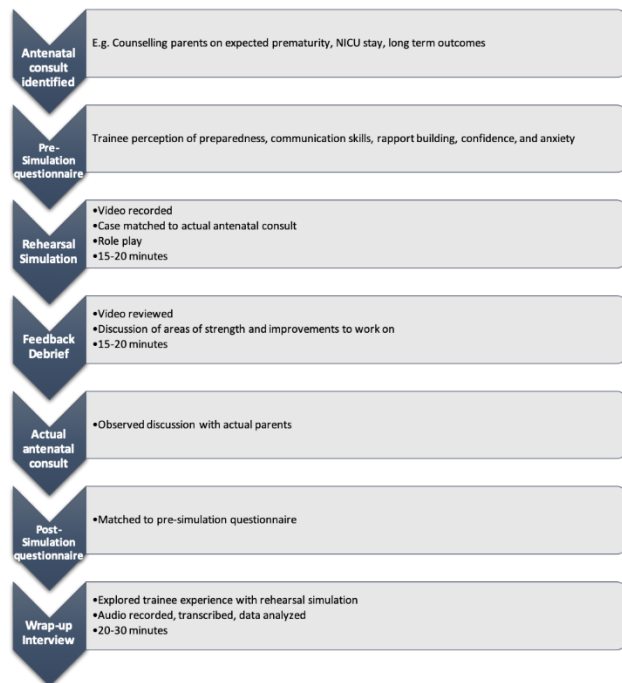 Antenatal
consult
identified
E.g. Counselling parents on expected prematurity, NICU stay, long term outcomes
Pre-
Simulation
questionnaire
Trainee perception of preparedness, communication skills, rapport building, confidence, and anxiety
Rehearsal
Simulation
•Video recorded
•Case matched to actual antenatal consult
•Role play
•15-20 minutes
Feedback
Debrief
•Video reviewed
•Discussion of areas of strength and improvements to work on
•15-20 minutes
Actual
antenatal
consult
•Observed discussion with actual parents
Post-
Simulation
questionnaire
•Matched to pre-simulation questionnaire
Wrap-up
Interview
•Explored trainee experience with rehearsal simulation
•Audio recorded, transcribed, data analyzed
•20-30 minutes